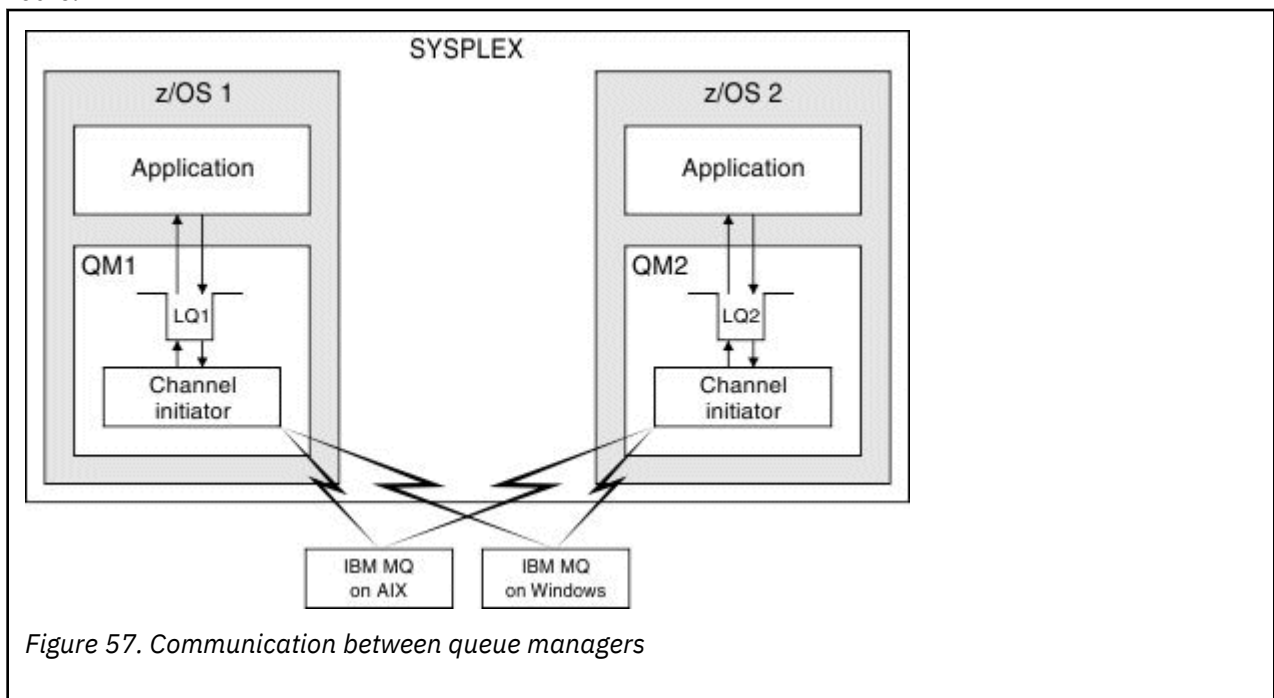 SYSPLEX
z/OS 1
z/OS 2
Application
Application
QM1
QM2
LQ1
LQ2
Channel
initiator
Channel
initiator
IBM MQ
on AIX
IBM MQ
on Windows
Figure 57. Communication between queue managers